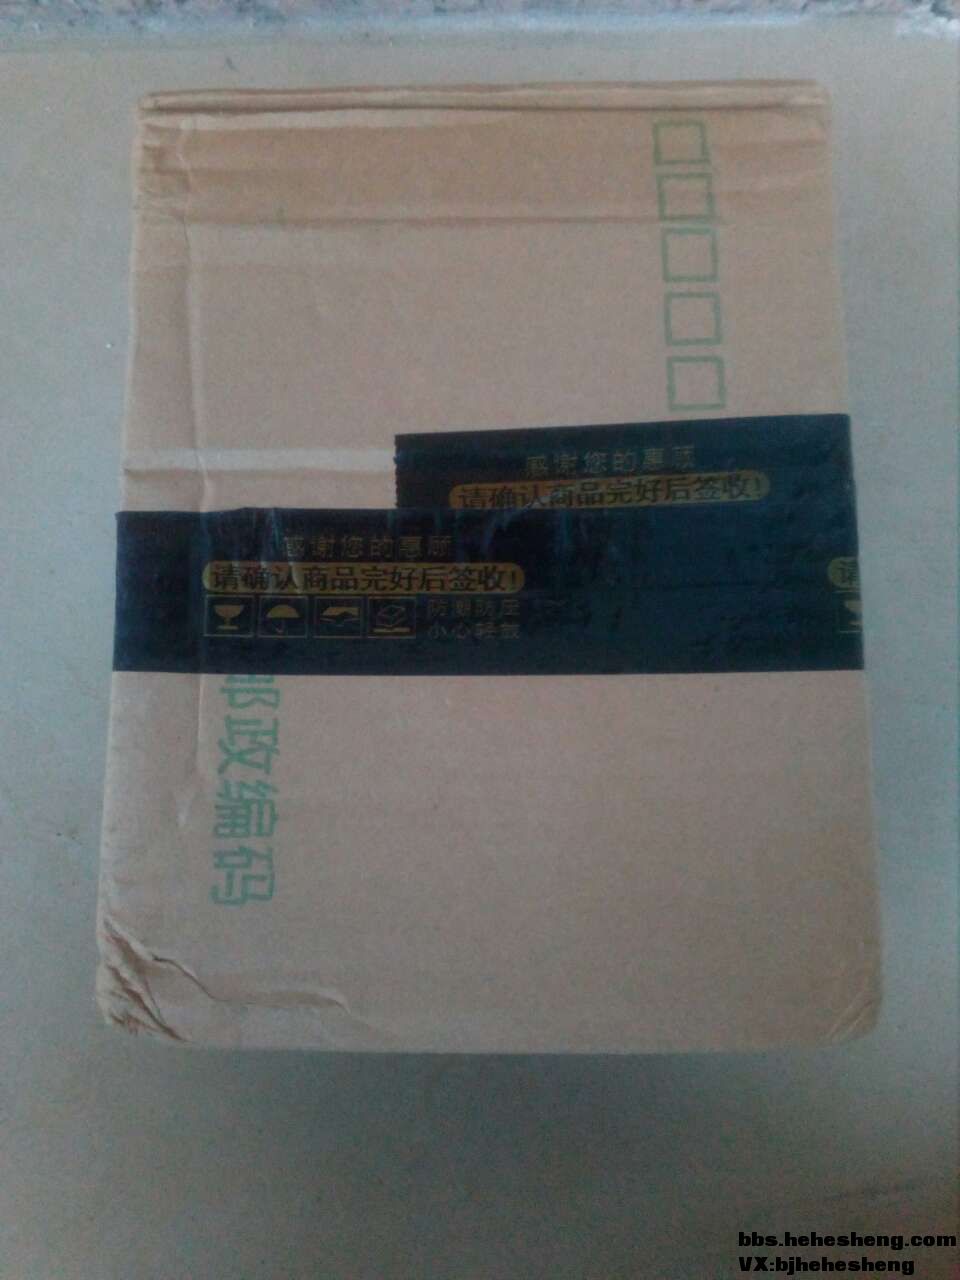 感谢您的惠顾
请确认商品完好后签收!
感谢您的惠顾
请确认商品完好后签收!
防潮防压
小心轻放
请
邮政编码
bbs.hehesheng.com
VX:bjhehesheng